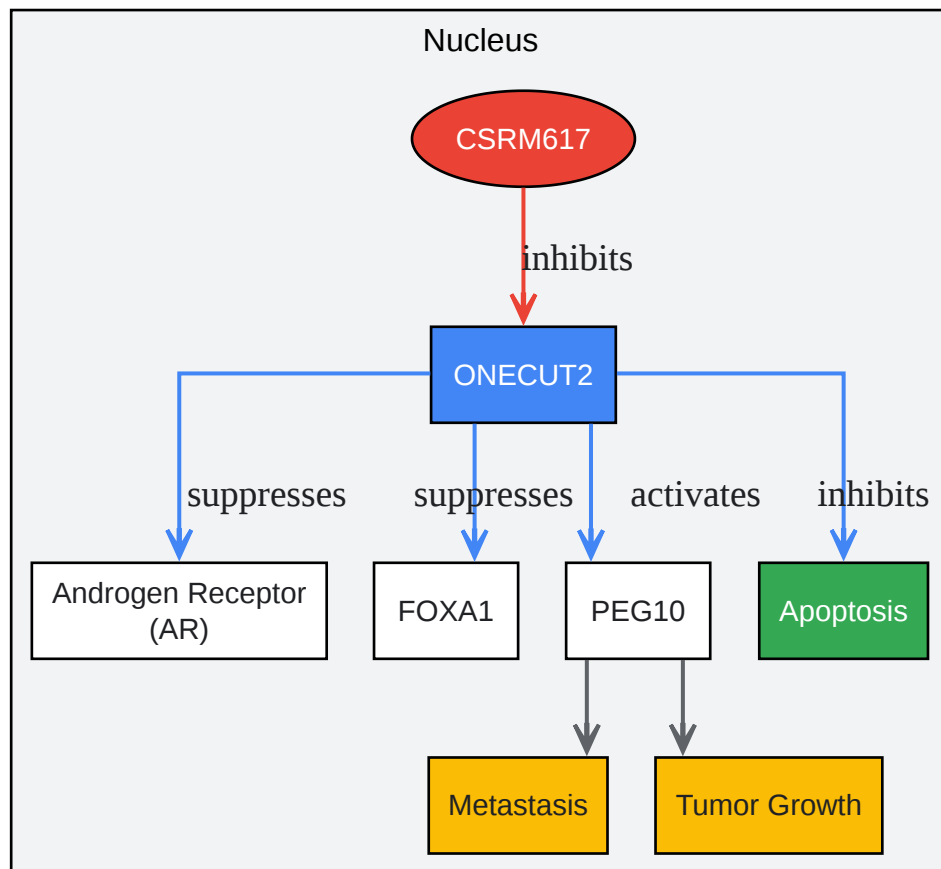 Nucleus
CSRM617
inhibits
ONECUT2
suppresses
suppresses
activates
inhibits
Androgen Receptor
(AR)
FOXA1
PEG10
Apoptosis
Metastasis
Tumor Growth